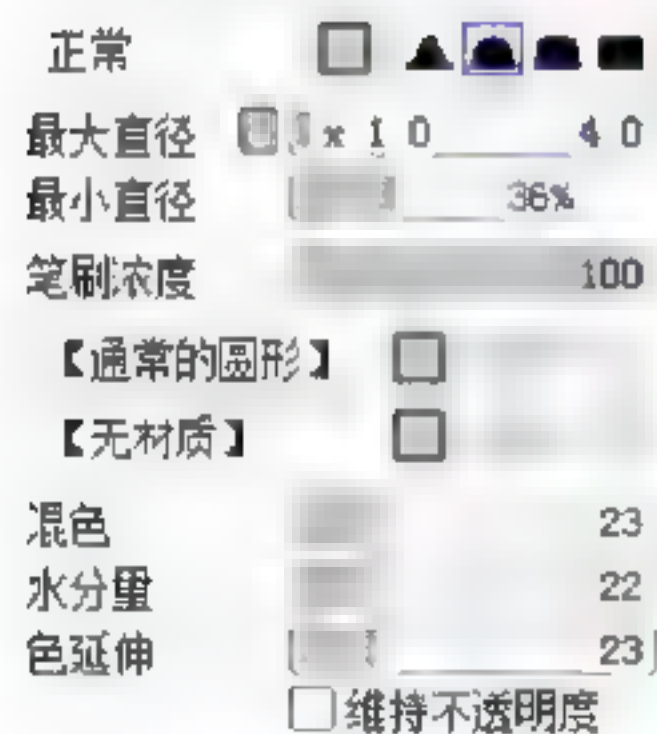 正常
最大直径 x 1 0 4 0
最小直径 36%
笔刷浓度 100
【通常的圆形】
【无材质】
混色 23
水分量 22
色延伸 23
维持不透明度